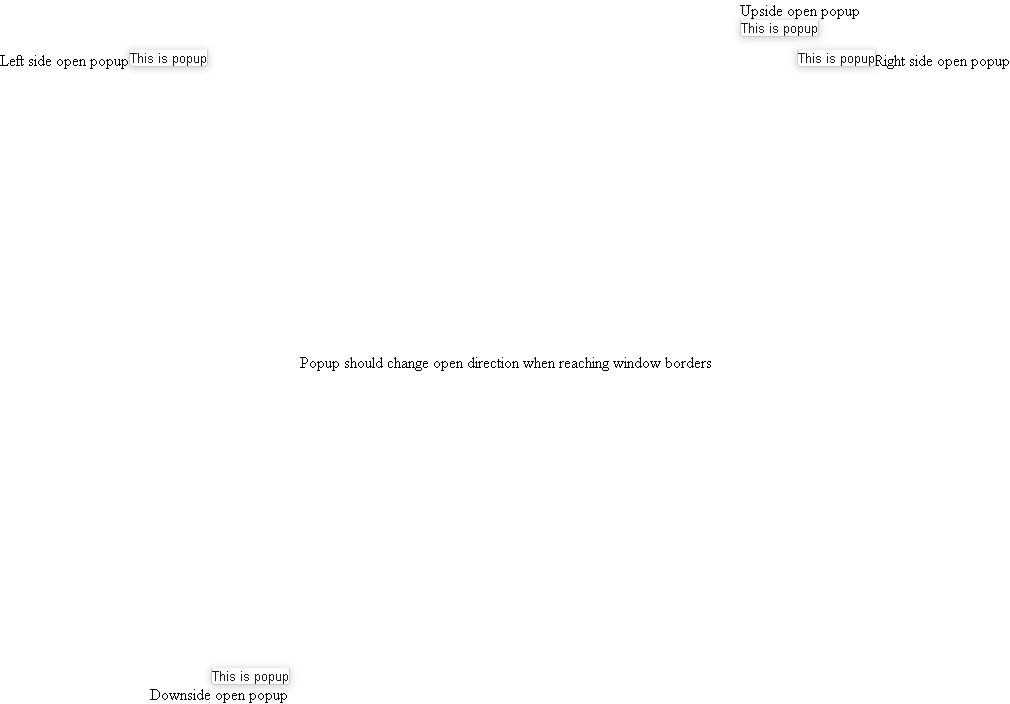 Upside open popup
This is popup
Left side open popup This is popup
This is popup Right side open popup
Popup should change open direction when reaching window borders
This is popup
Downside open popup